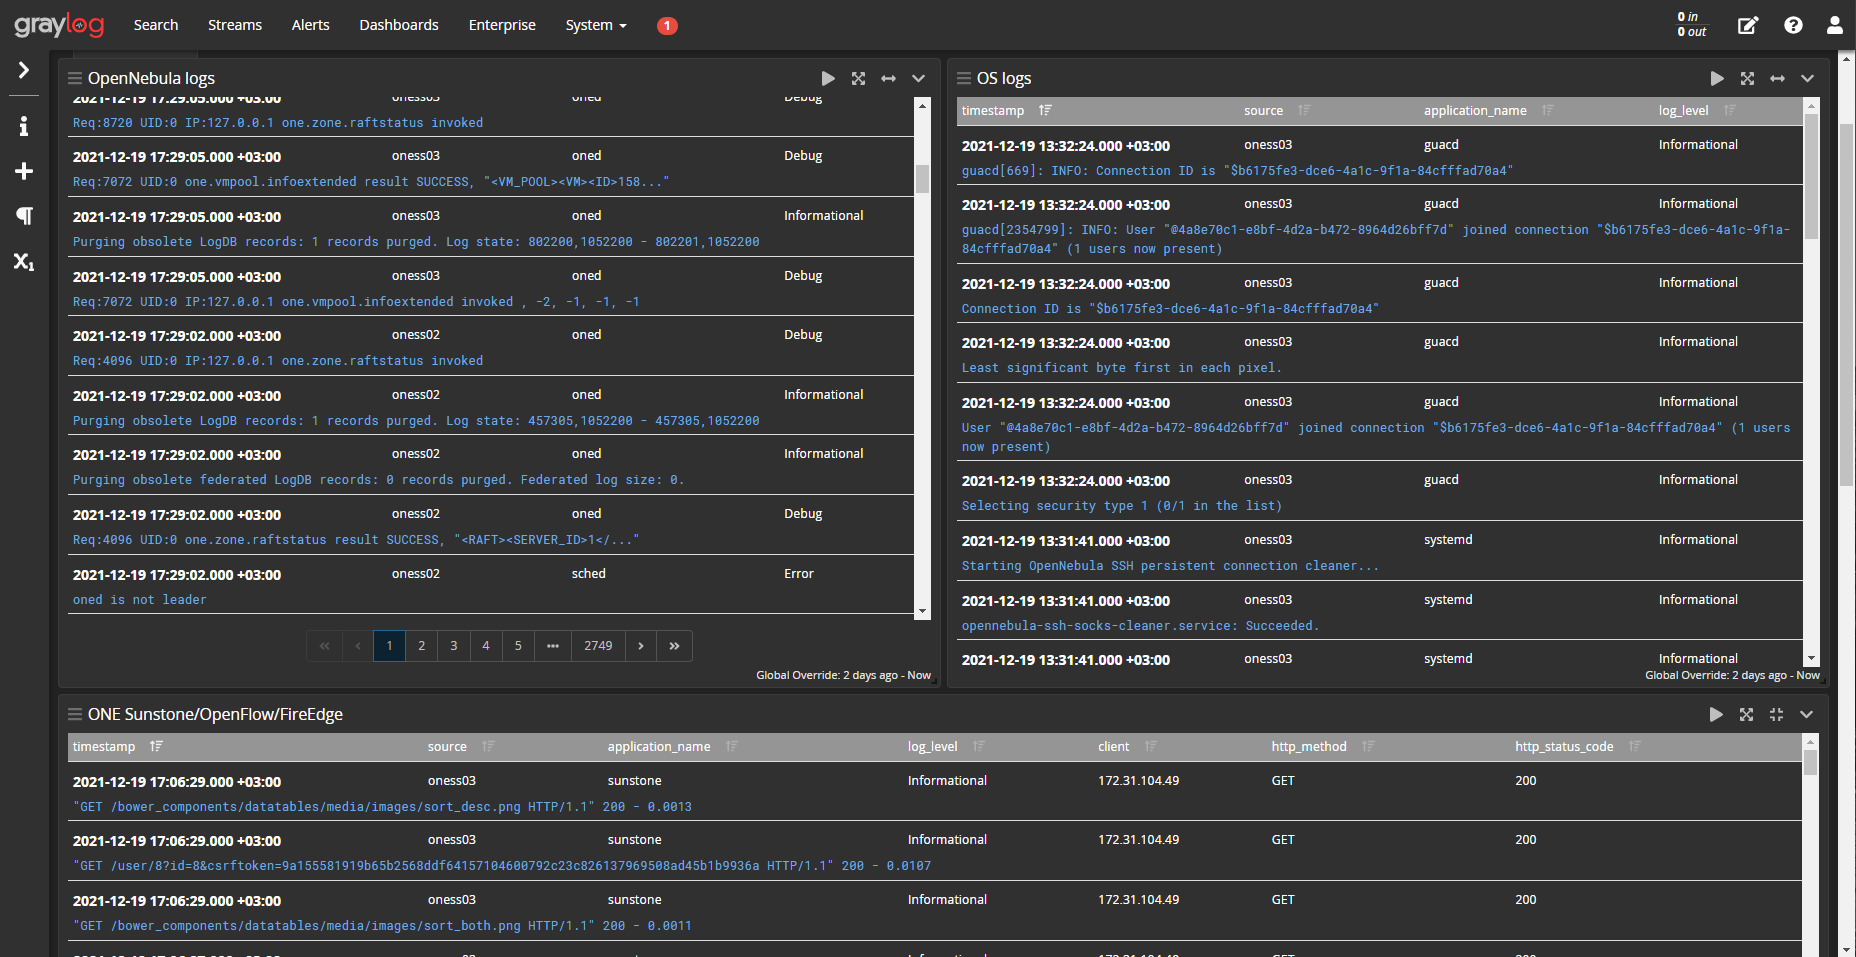 graylog Search Streams Alerts Dashboards Enterprise System 1 0 in
0 out
OpenNebula logs
2021-12-19 17:29:05.000 +03:00 oness03 oned Debug
Req:8720 UID:0 IP:127.0.0.1 one.zone.raftstatus invoked
2021-12-19 17:29:05.000 +03:00 oness03 oned Debug
Req:7072 UID:0 one.vmpool.infoextended result SUCCESS, "<VM_POOL><VM><ID>158..."
2021-12-19 17:29:05.000 +03:00 oness03 oned Informational
Purging obsolete LogDB records: 1 records purged. Log state: 802200,1052200 - 802201,1052200
2021-12-19 17:29:05.000 +03:00 oness03 oned Debug
Req:7072 UID:0 IP:127.0.0.1 one.vmpool.infoextended invoked , -2, -1, -1, -1
2021-12-19 17:29:02.000 +03:00 oness02 oned Debug
Req:4096 UID:0 IP:127.0.0.1 one.zone.raftstatus invoked
2021-12-19 17:29:02.000 +03:00 oness02 oned Informational
Purging obsolete LogDB records: 1 records purged. Log state: 457305,1052200 - 457305,1052200
2021-12-19 17:29:02.000 +03:00 oness02 oned Informational
Purging obsolete federated LogDB records: 0 records purged. Federated log size: 0.
2021-12-19 17:29:02.000 +03:00 oness02 oned Debug
Req:4096 UID:0 one.zone.raftstatus result SUCCESS, "<RAFT><SERVER_ID>1</..."
2021-12-19 17:29:02.000 +03:00 oness02 sched Error
oned is not leader
« ‹ 1 2 3 4 5 ••• 2749 › »
Global Override: 2 days ago - Now
OS logs
timestamp source application_name log_level
2021-12-19 13:32:24.000 +03:00 oness03 guacd Informational
guacd[669]: INFO: Connection ID is "$b6175fe3-dce6-4a1c-9f1a-84cfffad70a4"
2021-12-19 13:32:24.000 +03:00 oness03 guacd Informational
guacd[2354799]: INFO: User "@4a8e70c1-e8bf-4d2a-b472-8964d26bff7d" joined connection "$b6175fe3-dce6-4a1c-9f1a-
84cfffad70a4" (1 users now present)
2021-12-19 13:32:24.000 +03:00 oness03 guacd Informational
Connection ID is "$b6175fe3-dce6-4a1c-9f1a-84cfffad70a4"
2021-12-19 13:32:24.000 +03:00 oness03 guacd Informational
Least significant byte first in each pixel.
2021-12-19 13:32:24.000 +03:00 oness03 guacd Informational
User "@4a8e70c1-e8bf-4d2a-b472-8964d26bff7d" joined connection "$b6175fe3-dce6-4a1c-9f1a-84cfffad70a4" (1 users
now present)
2021-12-19 13:32:24.000 +03:00 oness03 guacd Informational
Selecting security type 1 (0/1 in the list)
2021-12-19 13:31:41.000 +03:00 oness03 systemd Informational
Starting OpenNebula SSH persistent connection cleaner...
2021-12-19 13:31:41.000 +03:00 oness03 systemd Informational
opennebula-ssh-socks-cleaner.service: Succeeded.
2021-12-19 13:31:41.000 +03:00 oness03 systemd Informational
Global Override: 2 days ago - Now
ONE Sunstone/OpenFlow/FireEdge
timestamp source application_name log_level client http_method http_status_code
2021-12-19 17:06:29.000 +03:00 oness03 sunstone Informational 172.31.104.49 GET 200
"GET /bower_components/datatables/media/images/sort_desc.png HTTP/1.1" 200 - 0.0013
2021-12-19 17:06:29.000 +03:00 oness03 sunstone Informational 172.31.104.49 GET 200
"GET /user/8?id=8&csrftoken=9a155581919b65b2568ddf64157104600792c23c826137969508ad45b1b9936a HTTP/1.1" 200 - 0.0107
2021-12-19 17:06:29.000 +03:00 oness03 sunstone Informational 172.31.104.49 GET 200
"GET /bower_components/datatables/media/images/sort_both.png HTTP/1.1" 200 - 0.0011